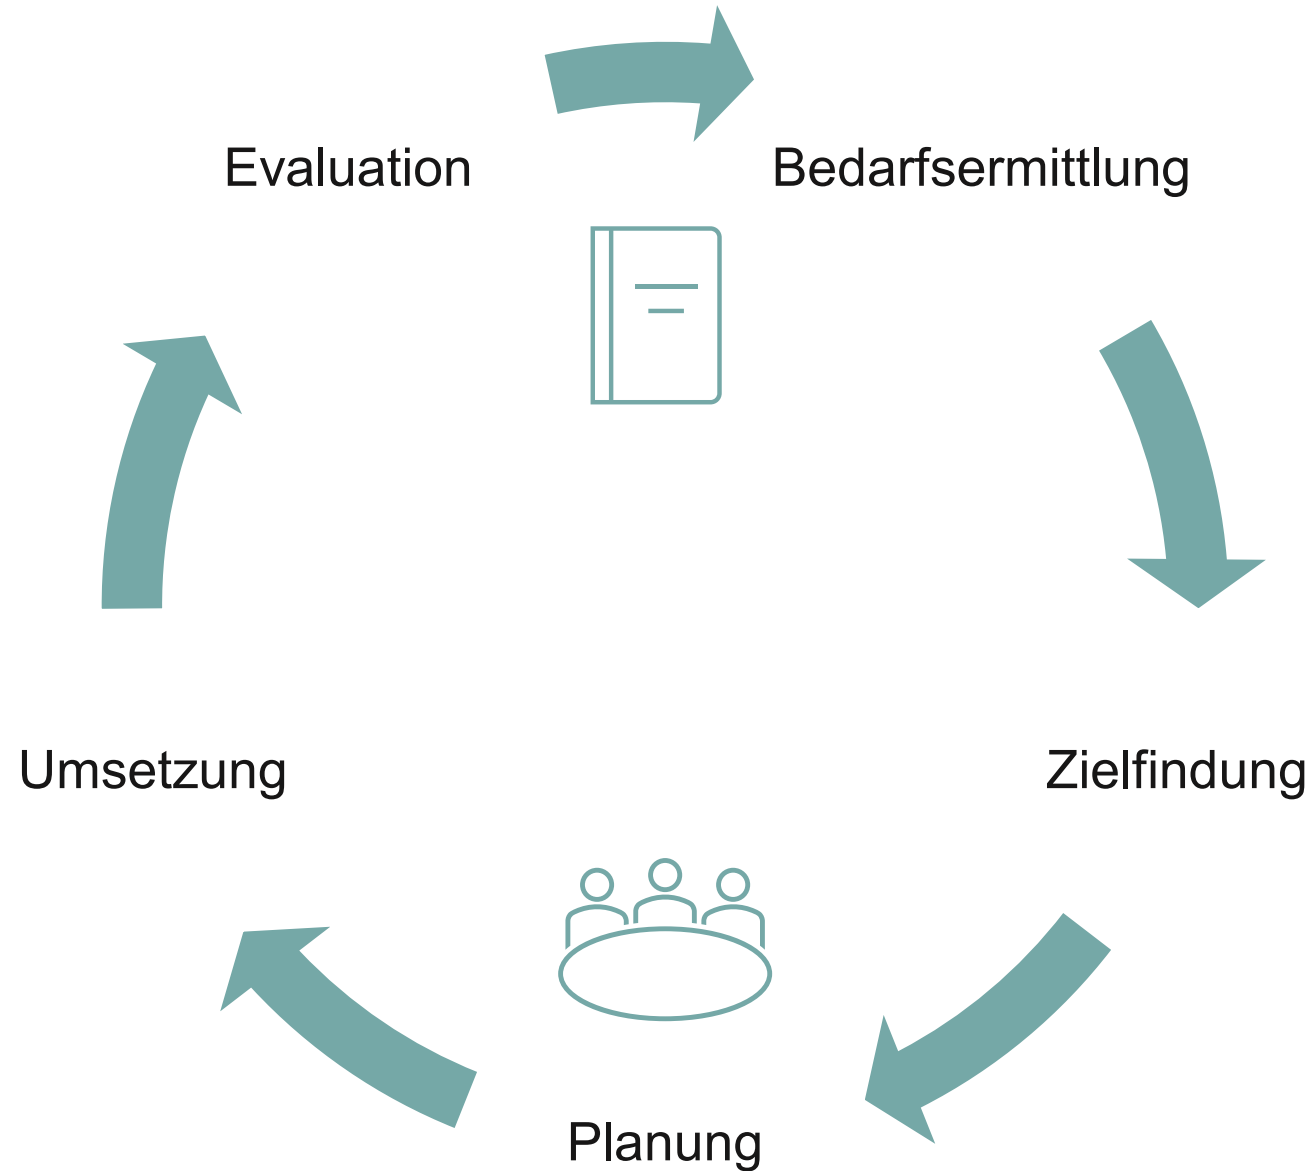 Evaluation
Bedarfsermittlung
Umsetzung
Zielfindung
Planung